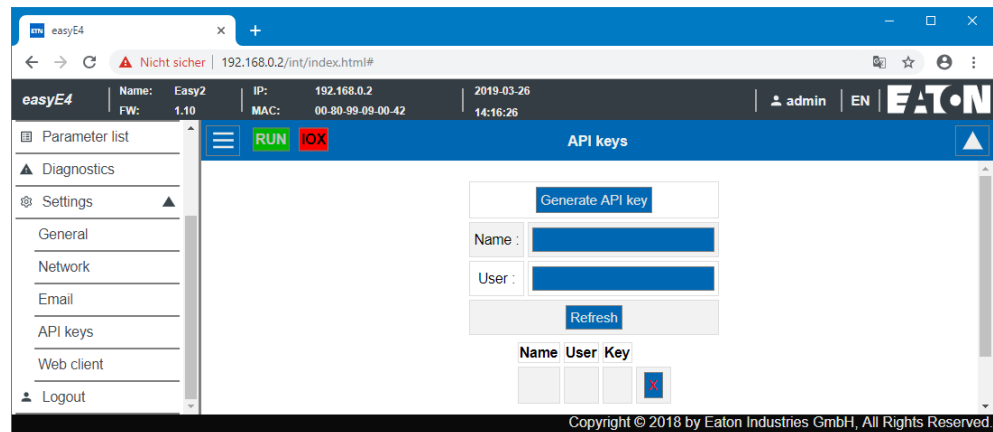 ETN easyE4
Nicht sicher | 192.168.0.2/int/index.html#
easyE4
Name: Easy2
FW: 1.10
IP: 192.168.0.2
MAC: 00-80-99-09-00-42
2019-03-26
14:16:26
admin
EN
EATON
Parameter list
Diagnostics
Settings
General
Network
Email
API keys
Web client
Logout
RUN IOX
API keys
Generate API key
Name :
User :
Refresh
Name User Key
X
Copyright © 2018 by Eaton Industries GmbH, All Rights Reserved.